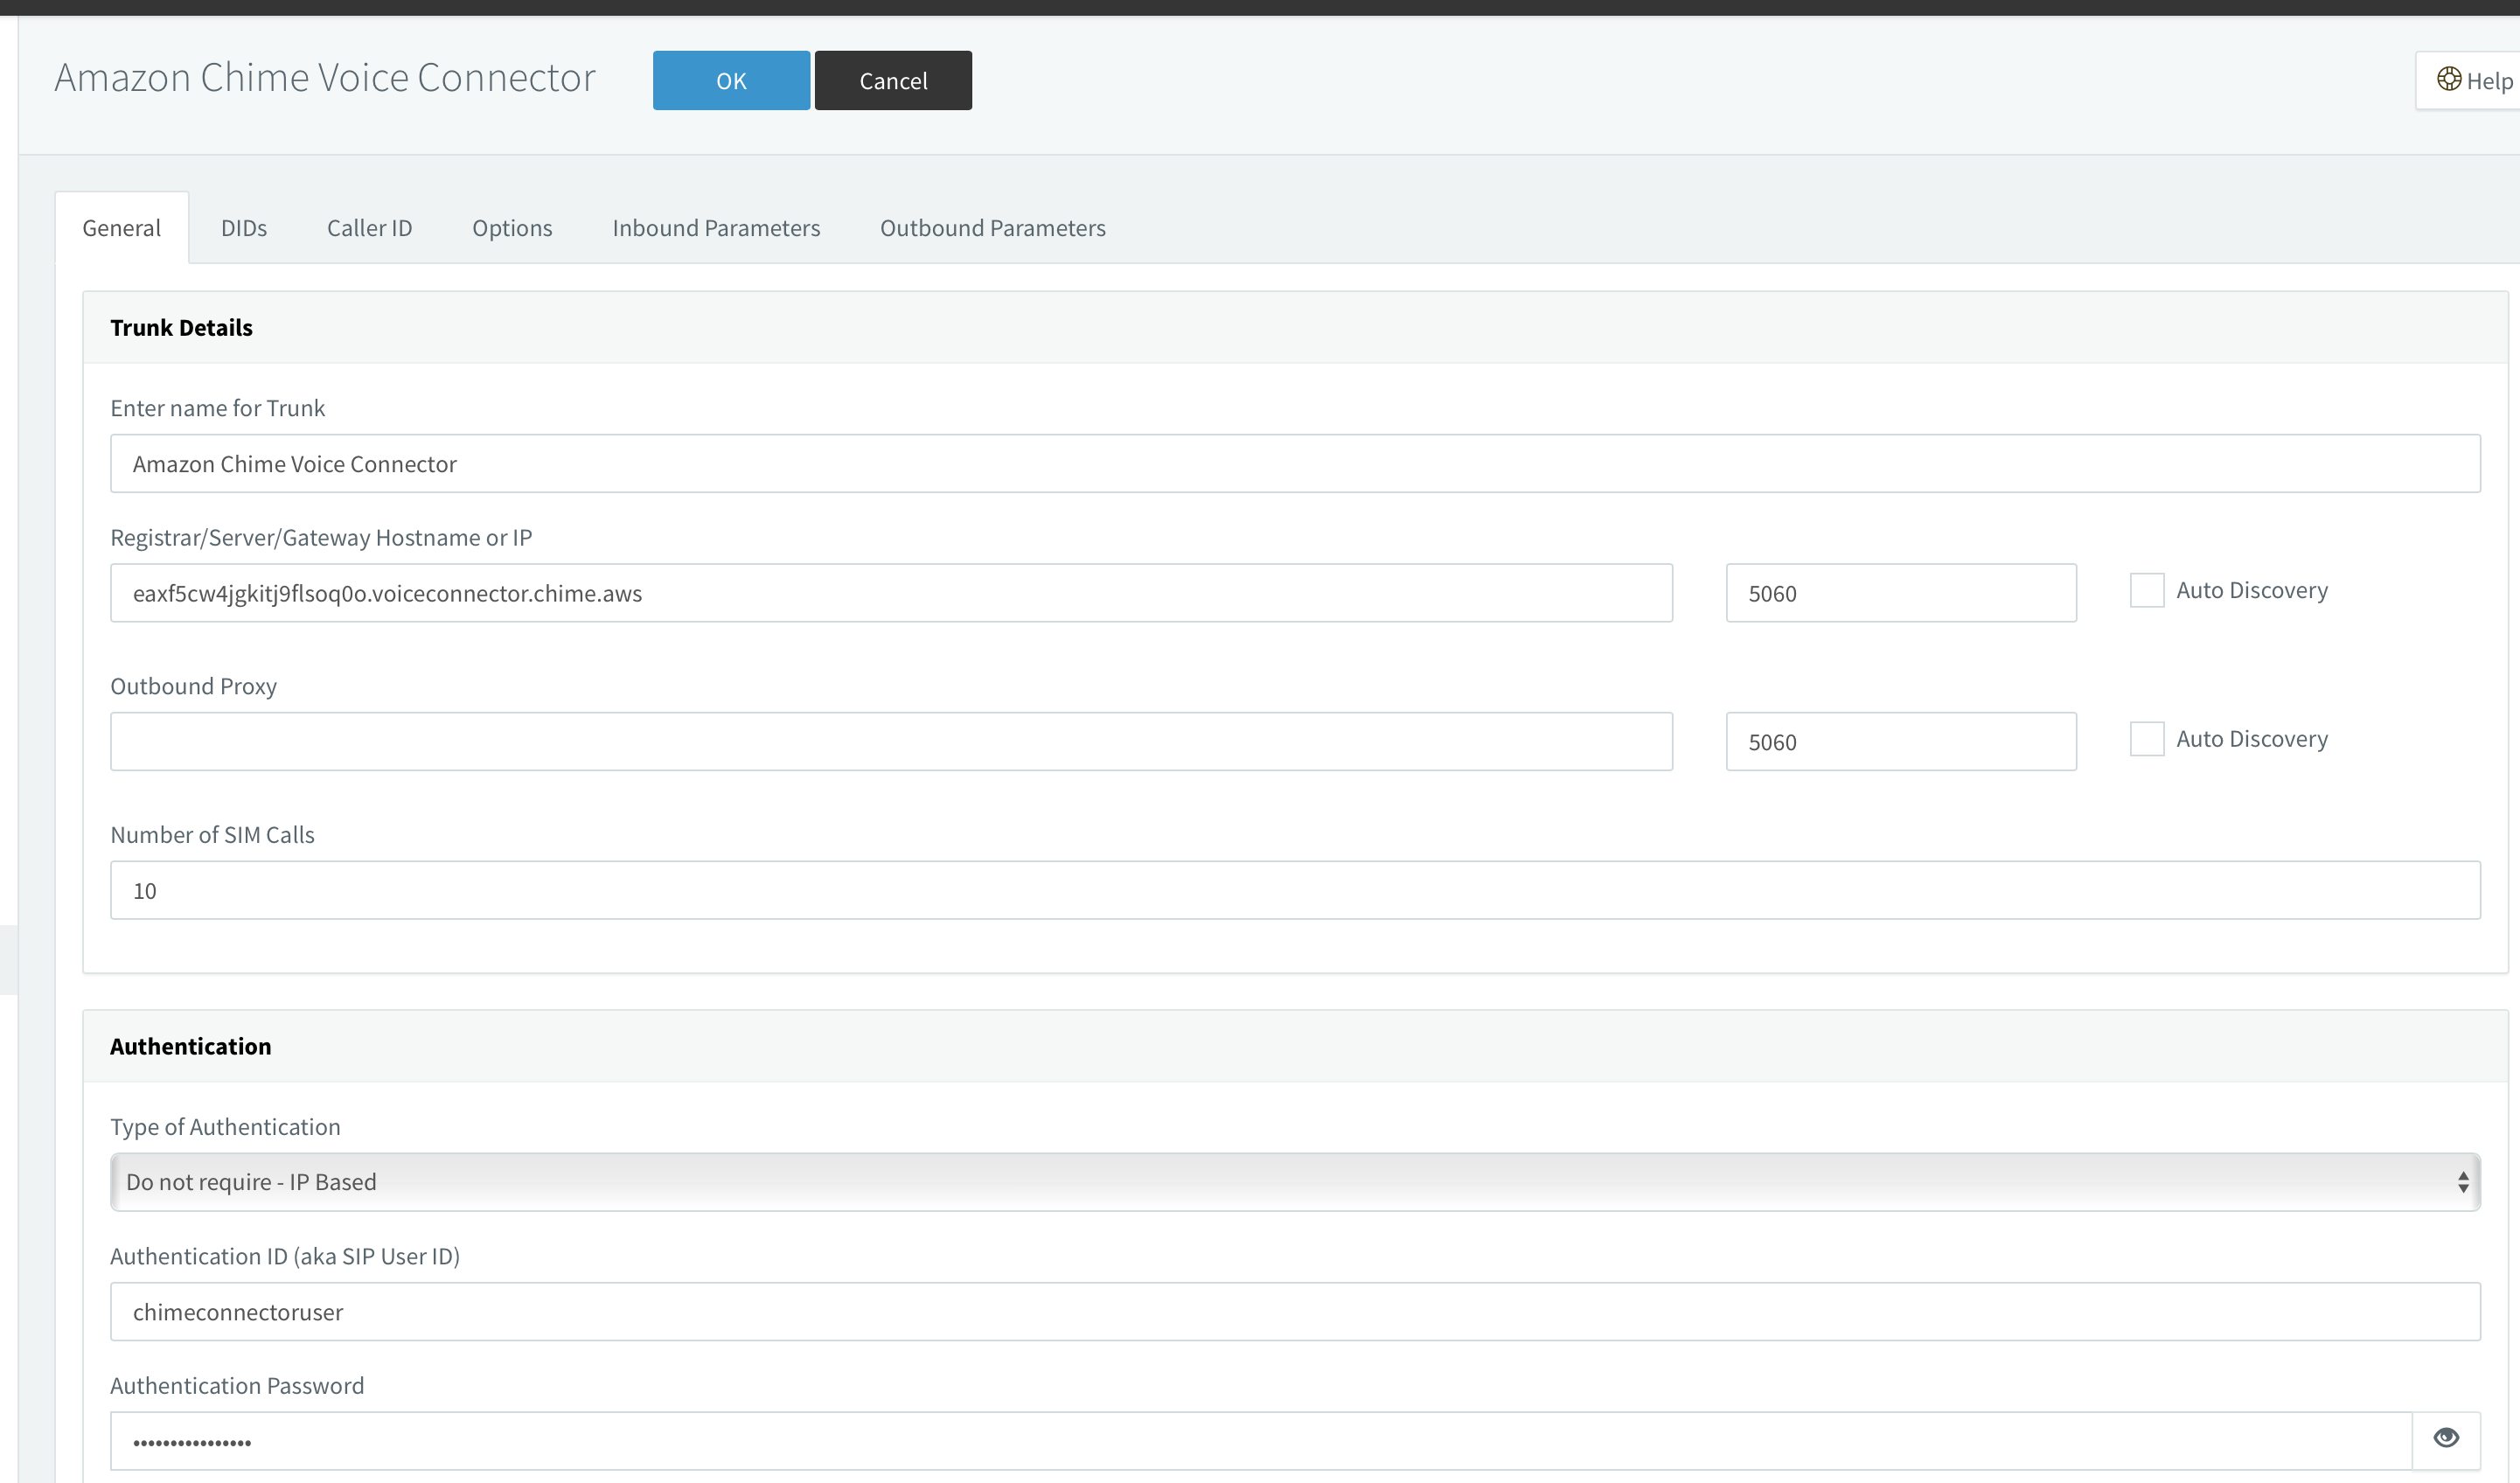 Amazon Chime Voice Connector
OK
Cancel
Help
General
DIDs
Caller ID
Options
Inbound Parameters
Outbound Parameters
Trunk Details
Enter name for Trunk
Amazon Chime Voice Connector
Registrar/Server/Gateway Hostname or IP
eaxf5cw4jgkitj9flsoq0o.voiceconnector.chime.aws
5060
Auto Discovery
Outbound Proxy
5060
Auto Discovery
Number of SIM Calls
10
Authentication
Type of Authentication
Do not require - IP Based
Authentication ID (aka SIP User ID)
chimeconnectoruser
Authentication Password
••••••••••••••••